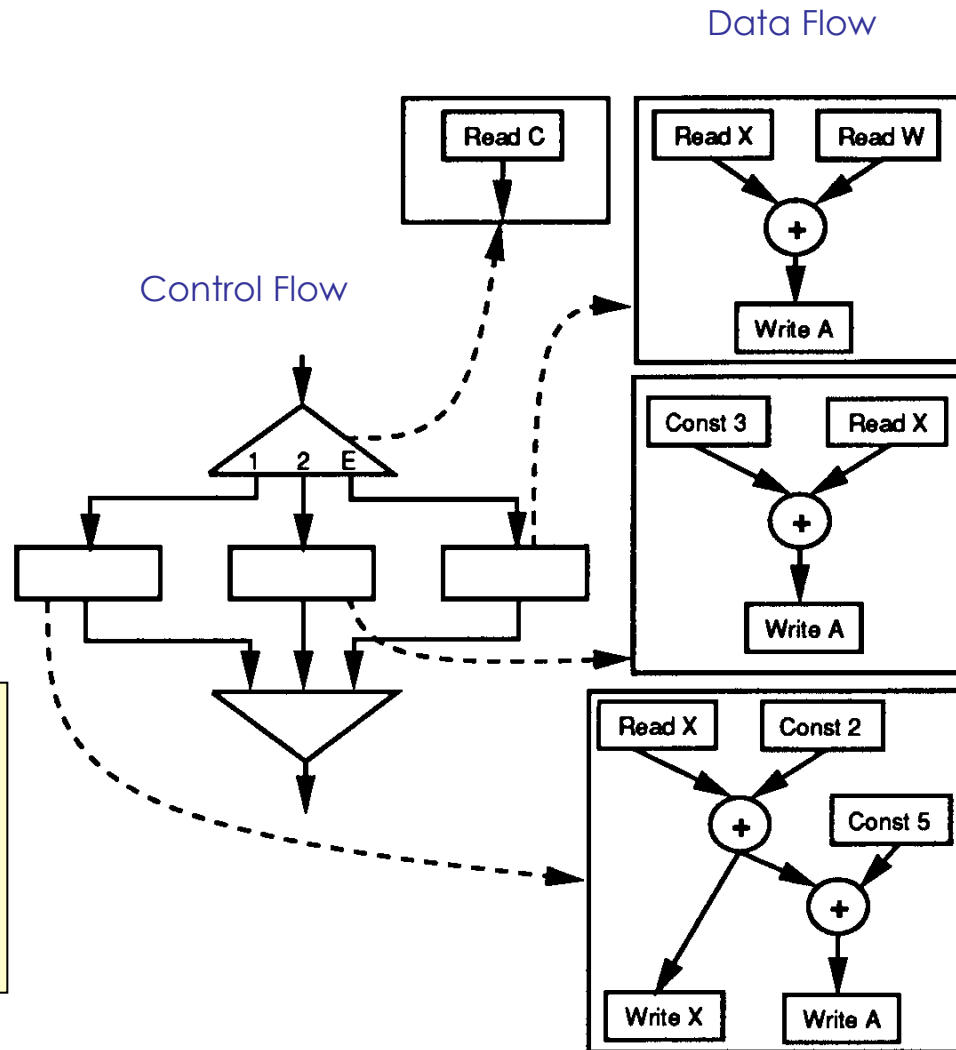 Data Flow
Read C
Read X
Read W
+
Write A
Control Flow
1 2 E
Const 3
Read X
+
Write A
Read X
Const 2
+
Const 5
+
Write X
Write A